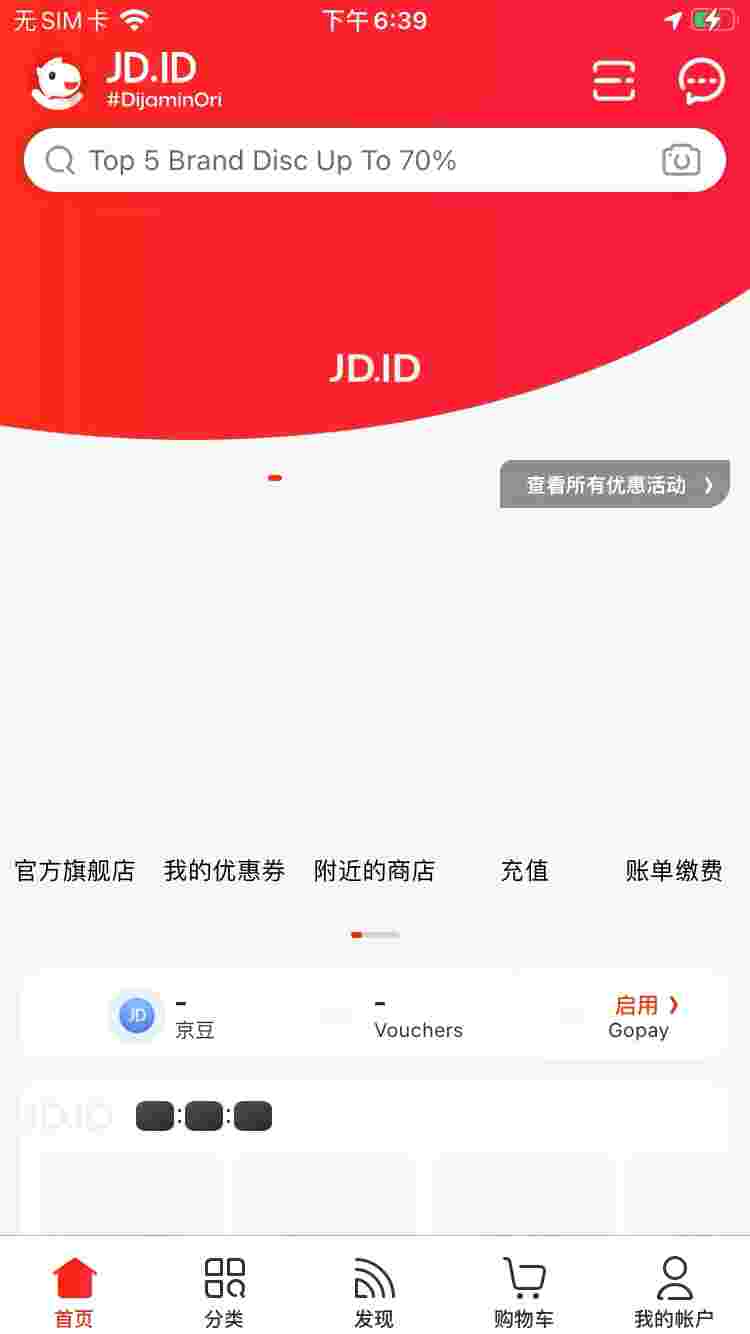 无SIM卡 下午6:39
JD.ID
#DijaminOri
Top 5 Brand Disc Up To 70%
JD.ID
查看所有优惠活动 ❯
官方旗舰店 我的优惠券 附近的商店 充值 账单缴费
JD - 京豆
- Vouchers
启用 ❯
Gopay
JD.ID : :
首页 分类 发现 购物车 我的帐户